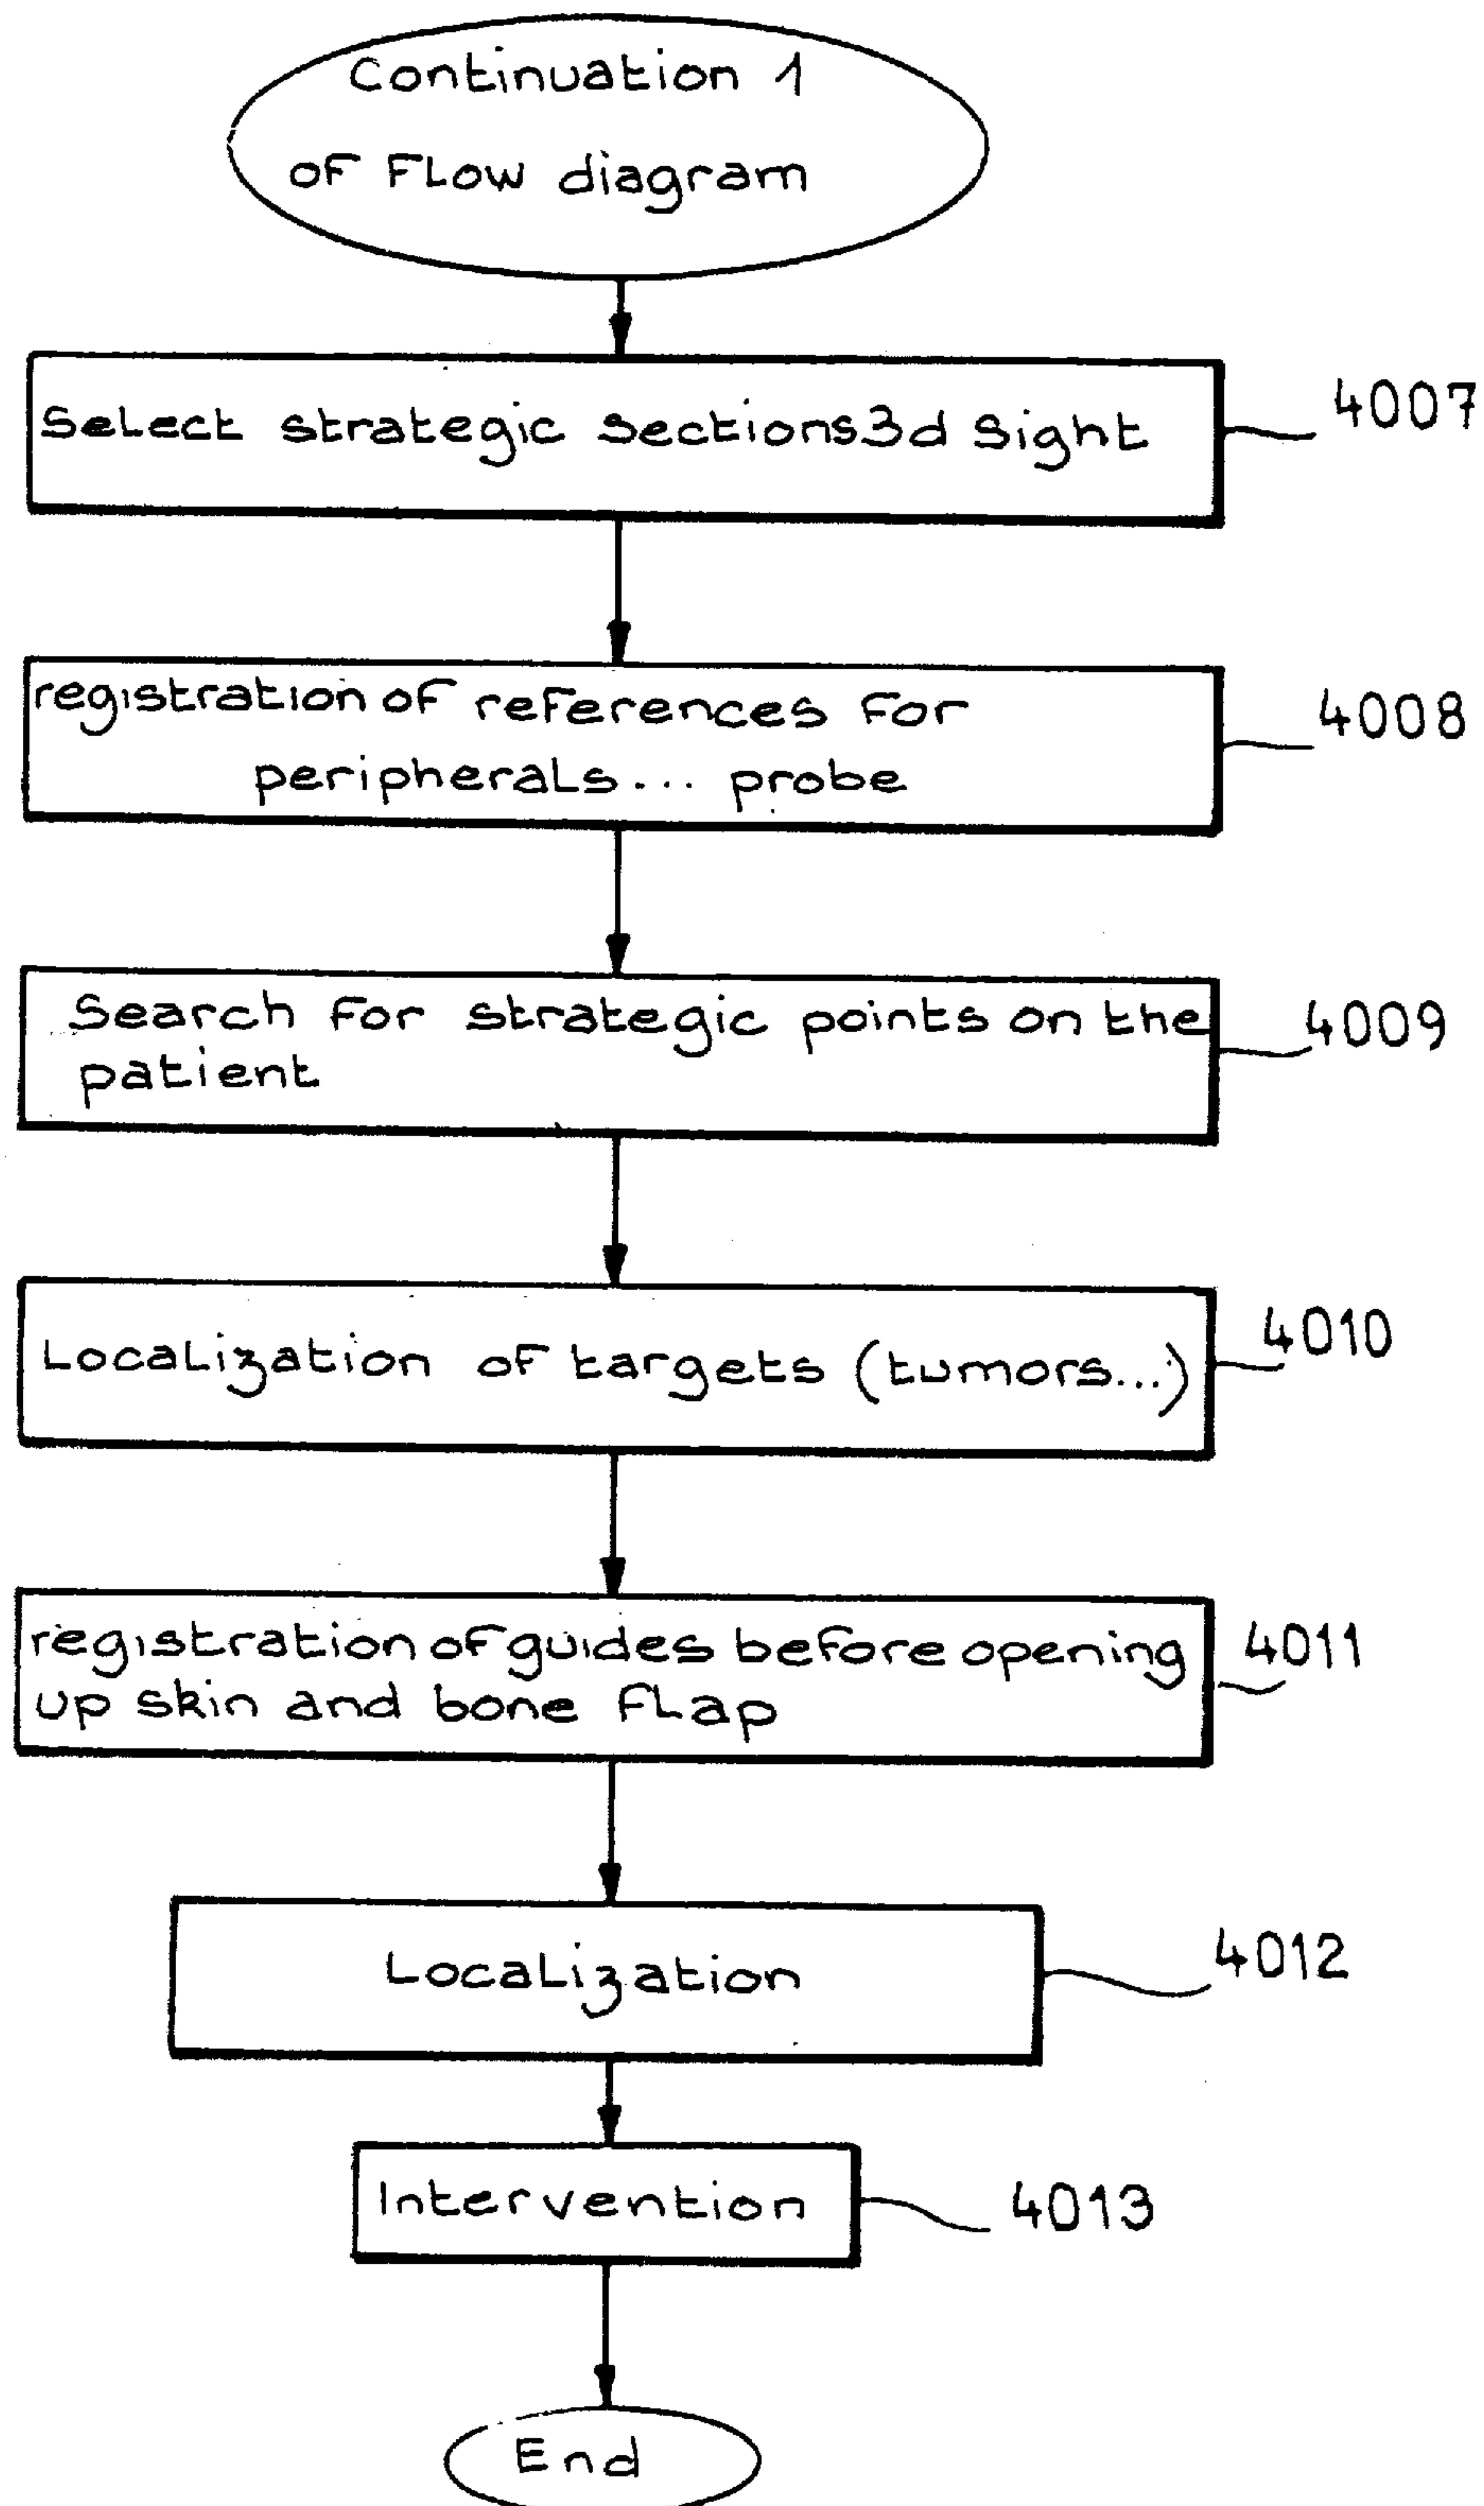 Continuation 1
of Flow diagram
Select strategic sections3d sight
4007
registration of references for
peripherals... probe
4008
Search for strategic points on the
patient
4009
Localization of targets (tumors...)
4010
registration of guides before opening
up skin and bone flap
4011
Localization
4012
Intervention
4013
End